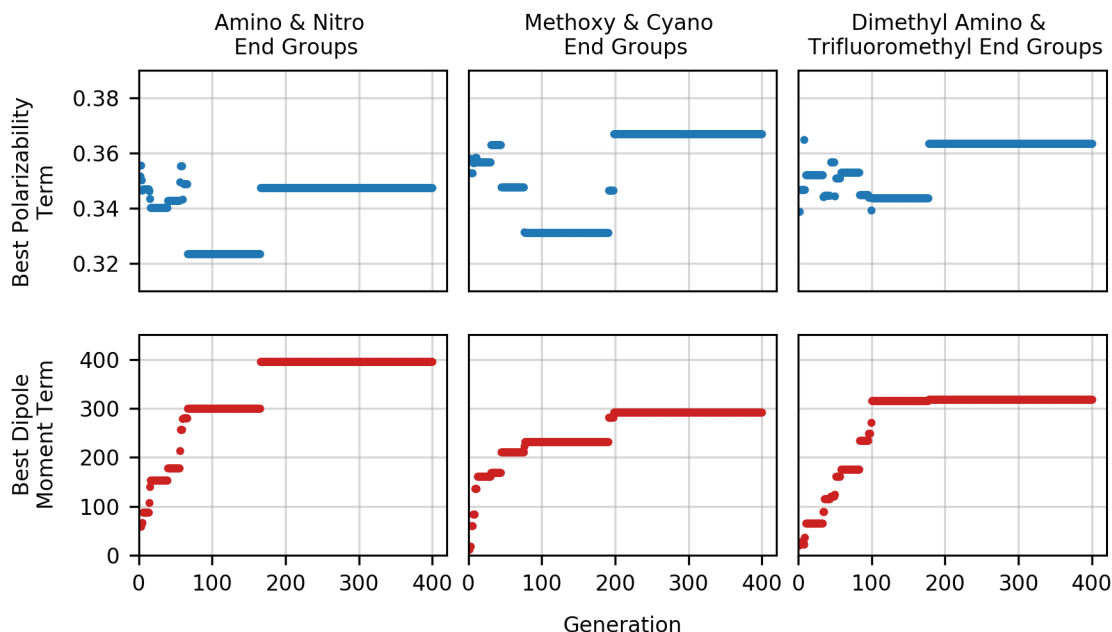 Amino & Nitro
End Groups
Methoxy & Cyano
End Groups
Dimethyl Amino &
Trifluoromethyl End Groups
Best Polarizability
Term
0.38
0.36
0.34
0.32
Best Dipole
Moment Term
400
300
200
100
0
0 100 200 300 400
0 100 200 300 400
0 100 200 300 400
Generation